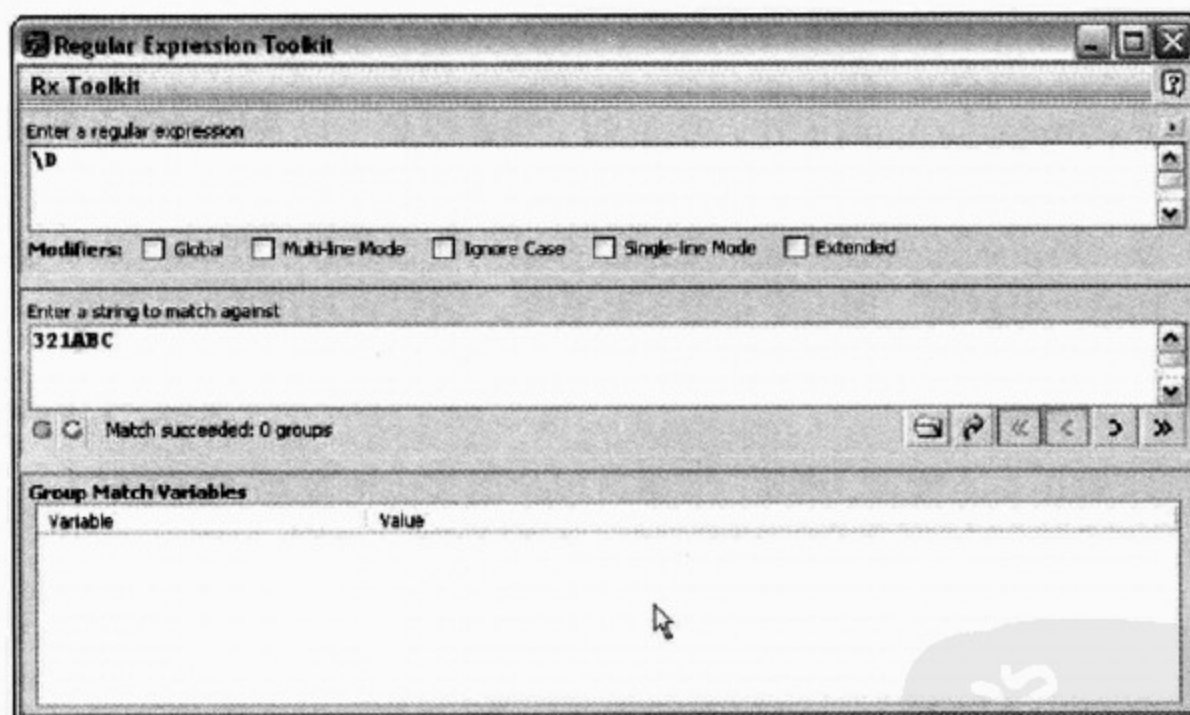 Regular Expression Toolkit
Rx Toolkit
Enter a regular expression
\D
Modifiers: Global Multi-line Mode Ignore Case Single-line Mode Extended
Enter a string to match against
321ABC
Match succeeded: 0 groups
Group Match Variables
Variable Value